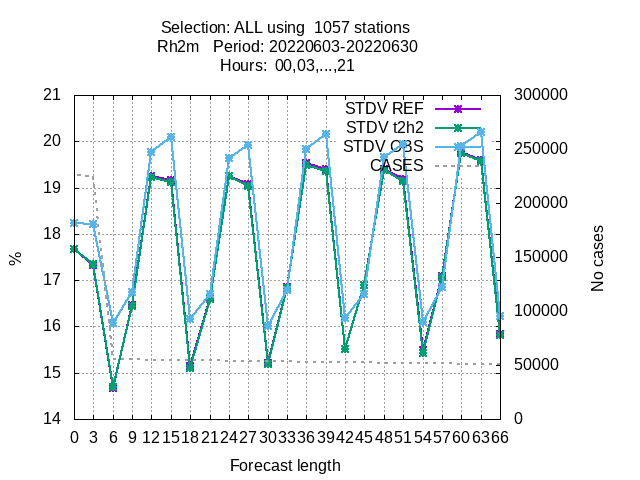 Selection: ALL using  1057 stations
Rh2m   Period: 20220603-20220630
Hours:  00,03,...,21
21
20
19
18
17
16
15
14
%
300000
250000
200000
150000
100000
50000
0
No cases
STDV REF
STDV t2h2
STDV OBS
CASES
0 3 6 9 12 15 18 21 24 27 30 33 36 39 42 45 48 51 54 57 60 63 66
Forecast length